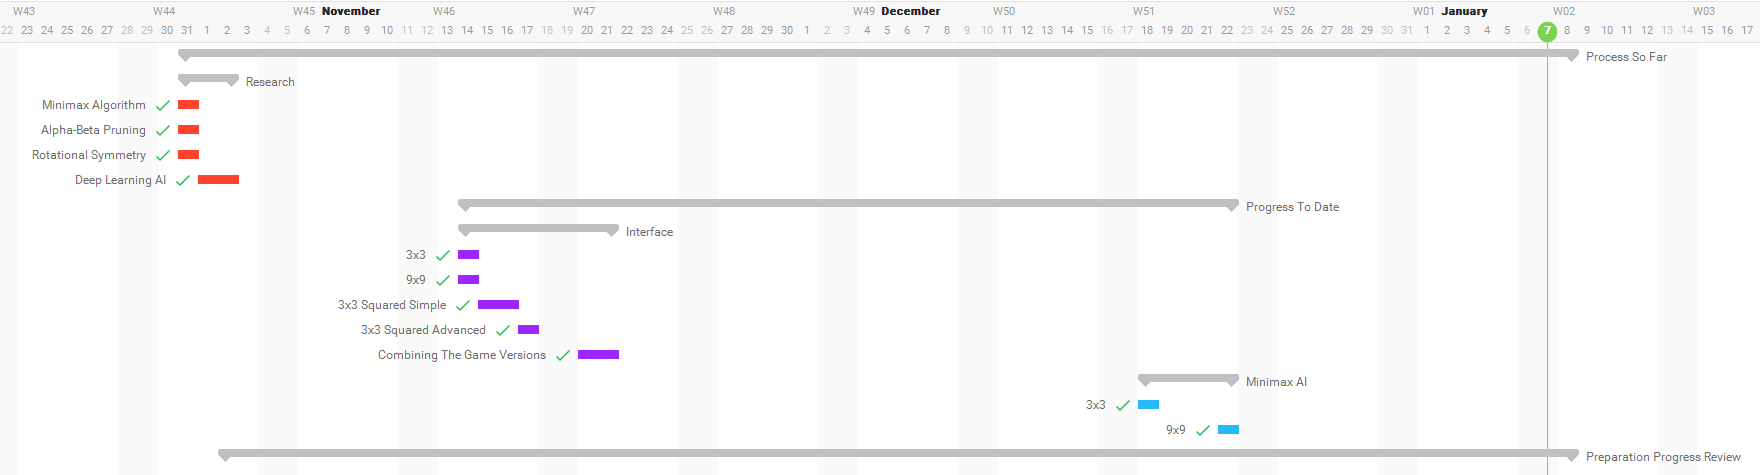 W43 W44 W45 November W46 W47 W48 W49 December W50 W51 W52 W01 January W02 W03
22 23 24 25 26 27 28 29 30 31 1 2 3 4 5 6 7 8 9 10 11 12 13 14 15 16 17 18 19 20 21 22 23 24 25 26 27 28 29 30 1 2 3 4 5 6 7 8 9 10 11 12 13 14 15 16 17 18 19 20 21 22 23 24 25 26 27 28 29 30 31 1 2 3 4 5 6 7 8 9 10 11 12 13 14 15 16 17
Process So Far
Research
Minimax Algorithm
Alpha-Beta Pruning
Rotational Symmetry
Deep Learning AI
Progress To Date
Interface
3x3
9x9
3x3 Squared Simple
3x3 Squared Advanced
Combining The Game Versions
Minimax AI
3x3
9x9
Preparation Progress Review